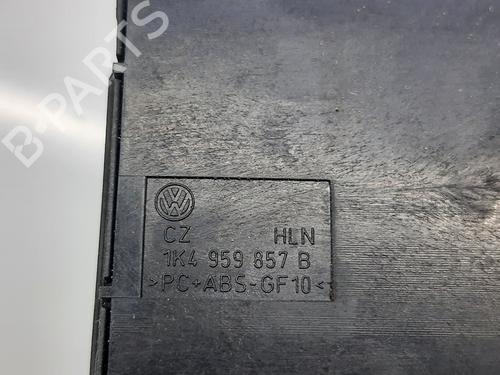 B-PARTS
CZ HLN
1K4 959 857 B
>PC+ABS-GF10<